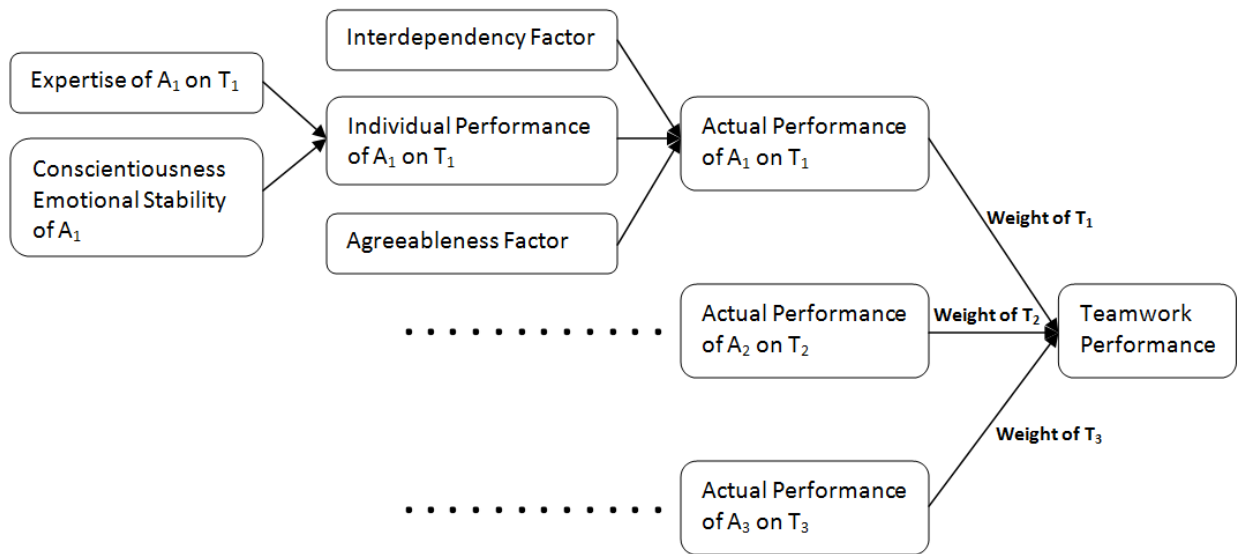 Interdependency Factor
Expertise of A₁ on T₁
Individual Performance
of A₁ on T₁
Conscientiousness
Emotional Stability
of A₁
Agreeableness Factor
Actual Performance
of A₁ on T₁
Weight of T₁
Actual Performance
of A₂ on T₂
Weight of T₂
Teamwork
Performance
Weight of T₃
Actual Performance
of A₃ on T₃